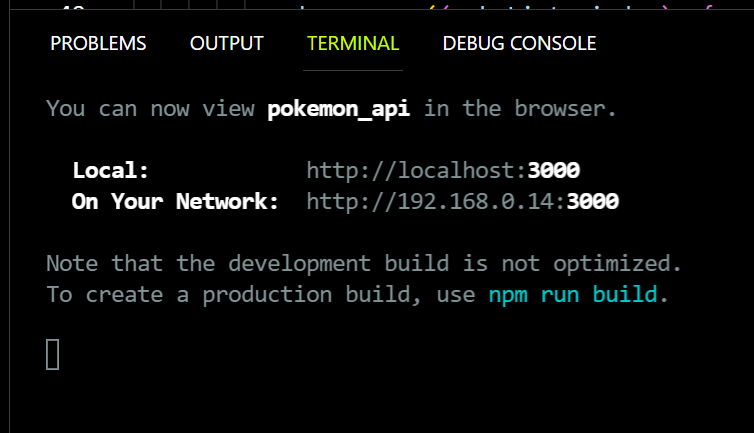 PROBLEMS OUTPUT TERMINAL DEBUG CONSOLE
You can now view pokemon_api in the browser.
Local: http://localhost:3000
On Your Network: http://192.168.0.14:3000
Note that the development build is not optimized.
To create a production build, use npm run build.